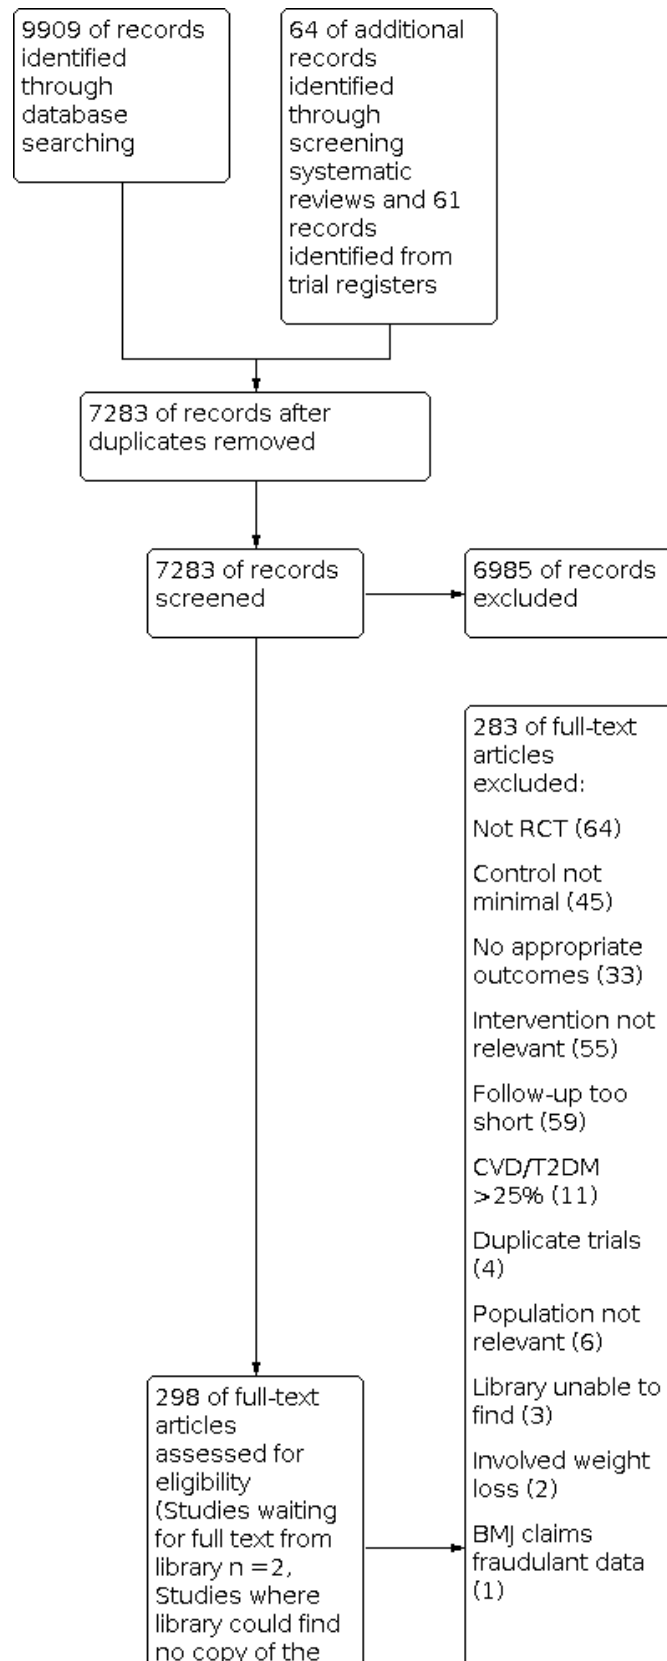 9909 of records
identified
through
database
searching
64 of additional
records
identified
through
screening
systematic
reviews and 61
records
identified from
trial registers
7283 of records after
duplicates removed
7283 of records
screened
6985 of records
excluded
283 of full-text
articles
excluded:
Not RCT (64)
Control not
minimal (45)
No appropriate
outcomes (33)
Intervention not
relevant (55)
Follow-up too
short (59)
CVD/T2DM
>25% (11)
Duplicate trials
(4)
Population not
relevant (6)
Library unable to
find (3)
Involved weight
loss (2)
BMJ claims
fraudulant data
(1)
298 of full-text
articles
assessed for
eligibility
(Studies waiting
for full text from
library n =2,
Studies where
library could find
no copy of the